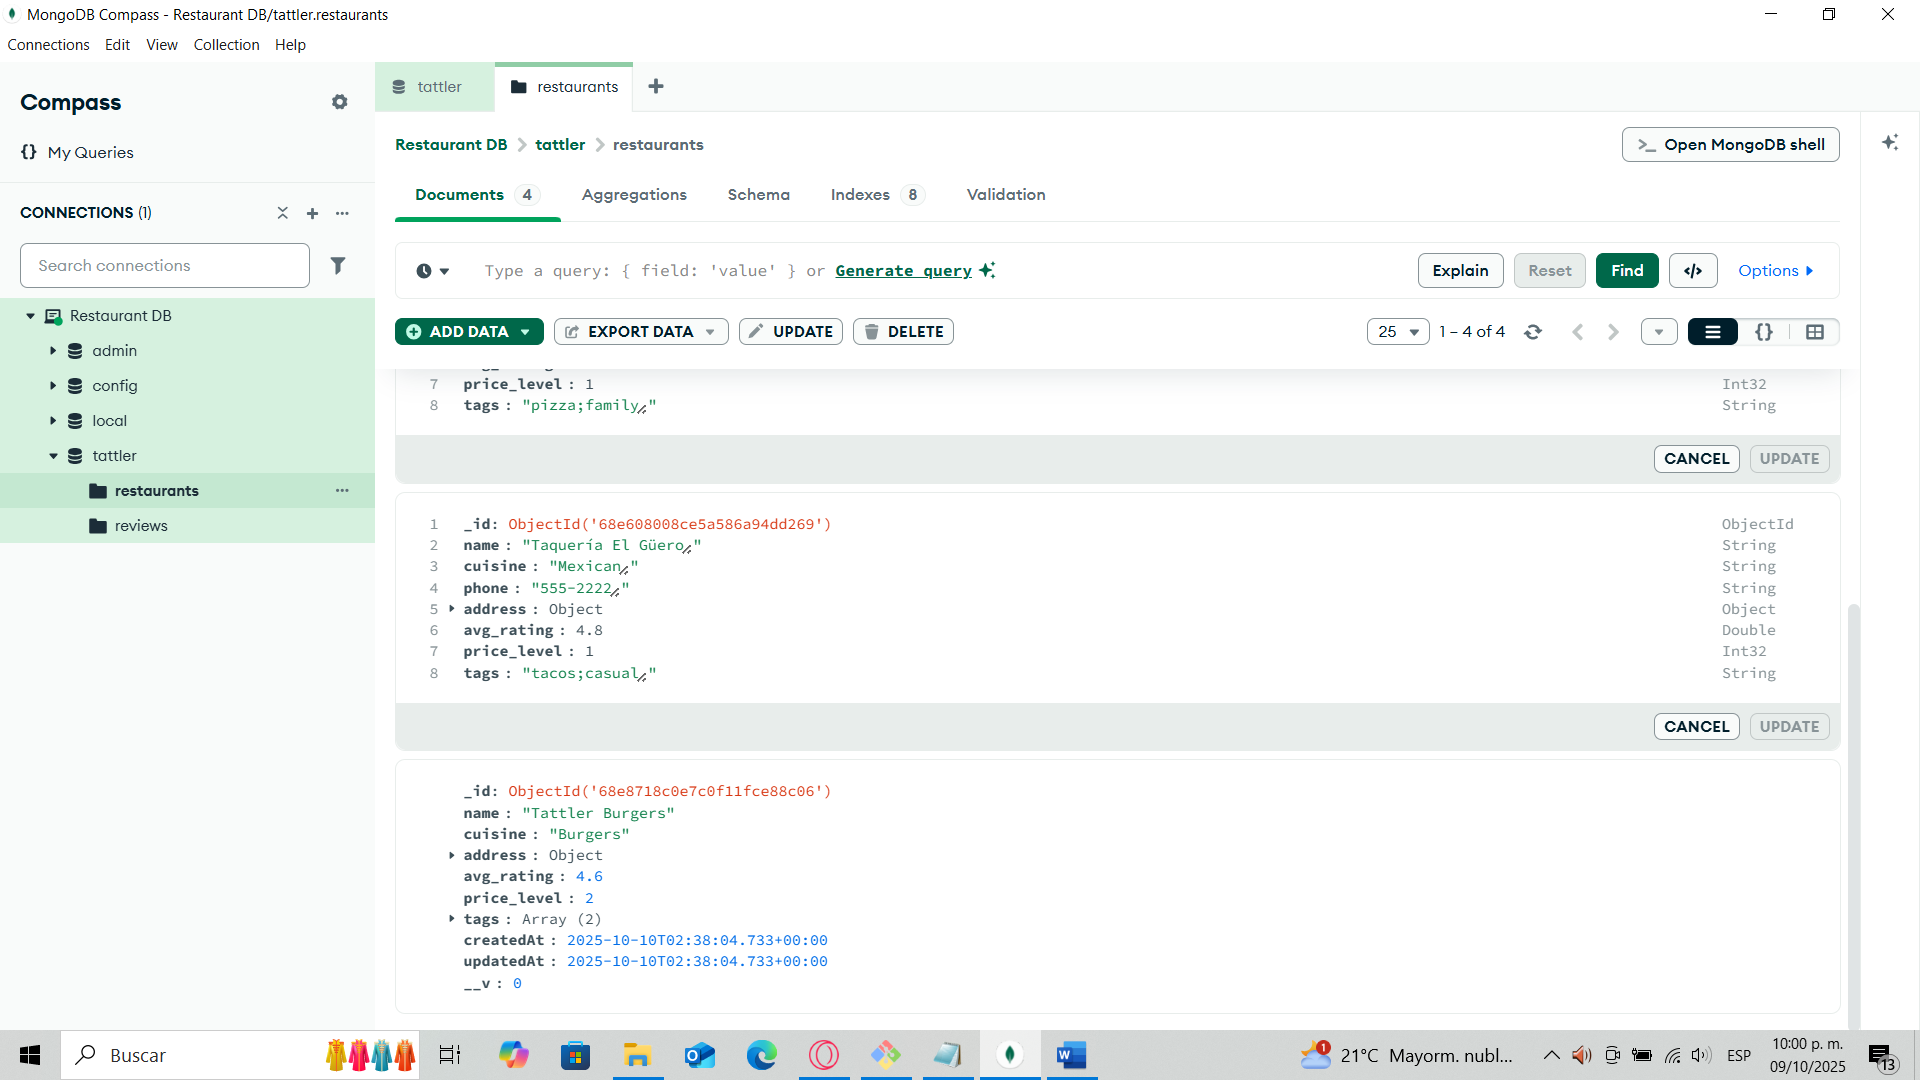 MongoDB Compass - Restaurant DB/tattler.restaurants
Connections Edit View Collection Help
Compass
My Queries
CONNECTIONS (1)
Search connections
Restaurant DB
admin
config
local
tattler
restaurants
reviews
tattler
restaurants
Restaurant DB > tattler > restaurants
>_ Open MongoDB shell
Documents 4 Aggregations Schema Indexes 8 Validation
Type a query: { field: 'value' } or Generate query
Explain Reset Find </> Options
ADD DATA EXPORT DATA UPDATE DELETE
25 1 – 4 of 4
7 price_level : 1 Int32
8 tags : "pizza;family" String
CANCEL UPDATE
1 _id: ObjectId('68e608008ce5a586a94dd269') ObjectId
2 name : "Taquería El Güero" String
3 cuisine : "Mexican" String
4 phone : "555-2222" String
5 address : Object Object
6 avg_rating : 4.8 Double
7 price_level : 1 Int32
8 tags : "tacos;casual" String
CANCEL UPDATE
_id: ObjectId('68e8718c0e7c0f11fce88c06')
name : "Tattler Burgers"
cuisine : "Burgers"
address : Object
avg_rating : 4.6
price_level : 2
tags : Array (2)
createdAt : 2025-10-10T02:38:04.733+00:00
updatedAt : 2025-10-10T02:38:04.733+00:00
__v : 0
Buscar
1
21°C Mayorm. nubl...
ESP
10:00 p. m.
09/10/2025
13